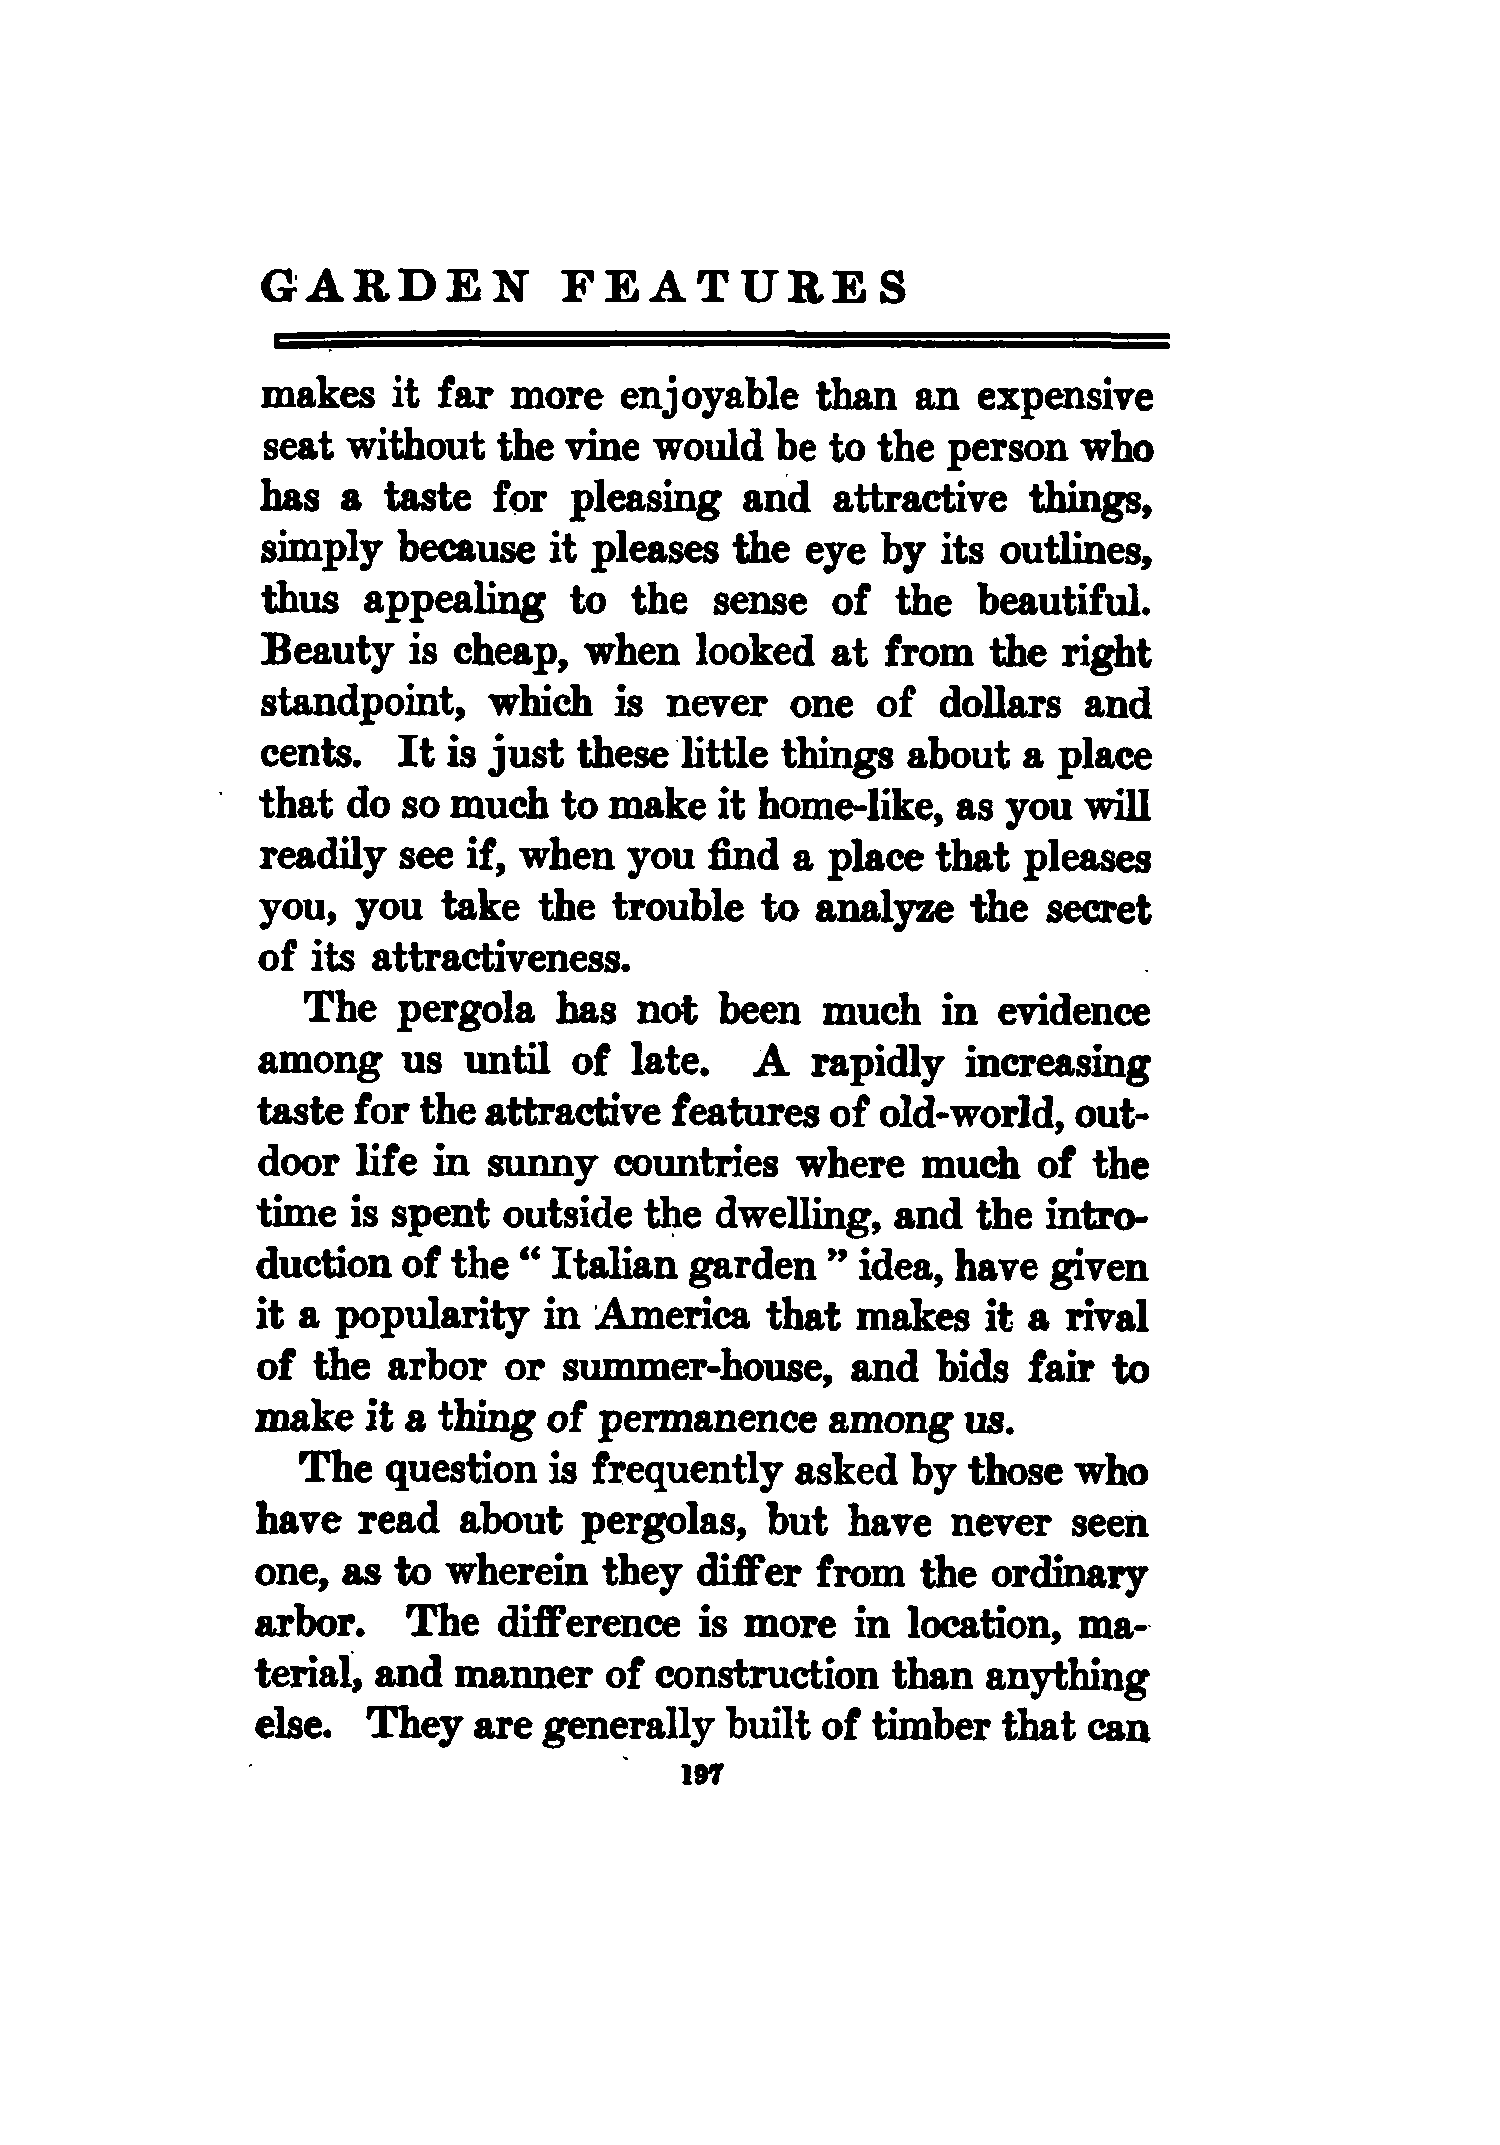 GARDEN FEATURES
makes it far more enjoyable than an expensive
seat without the vine would be to the person who
has a taste for pleasing and attractive things,
simply because it pleases the eye by its outlines,
thus appealing to the sense of the beautiful.
Beauty is cheap, when looked at from the right
standpoint, which is never one of dollars and
cents. It is just these little things about a place
that do so much to make it home-like, as you will
readily see if, when you find a place that pleases
you, you take the trouble to analyze the secret
of its attractiveness.
The pergola has not been much in evidence
among us until of late. A rapidly increasing
taste for the attractive features of old-world, out-
door life in sunny countries where much of the
time is spent outside the dwelling, and the intro-
duction of the “ Italian garden ” idea, have given
it a popularity in America that makes it a rival
of the arbor or summer-house, and bids fair to
make it a thing of permanence among us.
The question is frequently asked by those who
have read about pergolas, but have never seen
one, as to wherein they differ from the ordinary
arbor. The difference is more in location, ma-
terial, and manner of construction than anything
else. They are generally built of timber that can
197